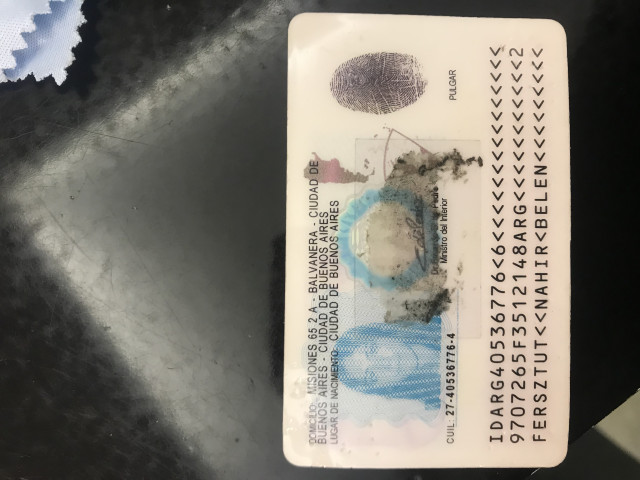 DOMICILIO: MISIONES 65 2 A - BALVANERA - CIUDAD DE
BUENOS AIRES - CIUDAD DE BUENOS AIRES
LUGAR DE NACIMIENTO: CIUDAD DE BUENOS AIRES
Pedro
Ministro del Interior
PULGAR
CUIL: 27-40536776-4
IDARG40536776<6<<<<<<<<<<<<<<<
9707265F3512148ARG<<<<<<<<<<<2
FERSZTUT<<NAHIR<BELEN<<<<<<<<<